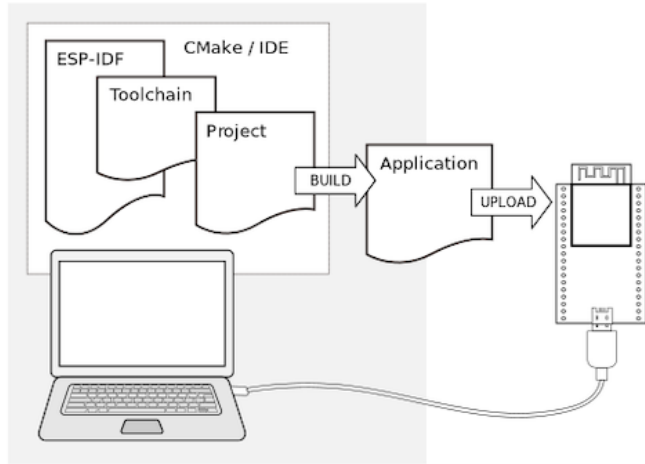 ESP-IDF
CMake / IDE
Toolchain
Project
BUILD
Application
UPLOAD